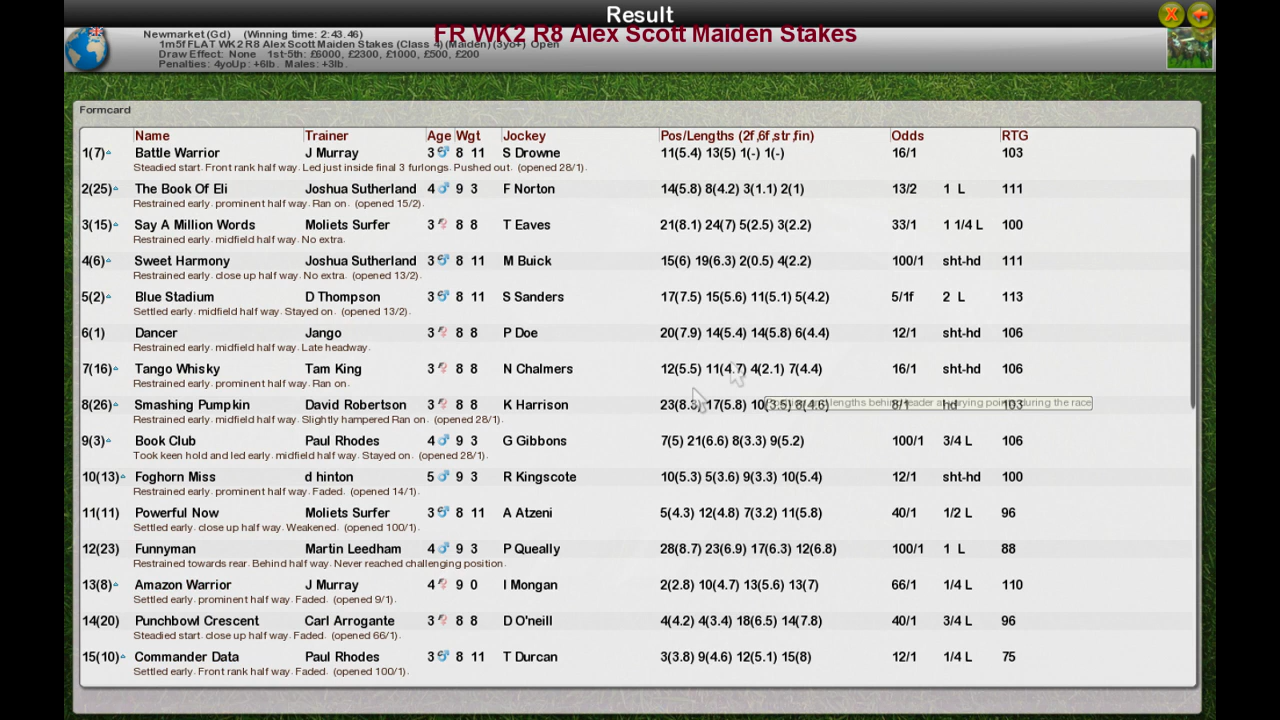 Result
FR WK2 R8 Alex Scott Maiden Stakes
Newmarket (Gd) (Winning time: 2:43.46)
1m5f FLAT WK2 R8 Alex Scott Maiden Stakes (Class 4) (Maiden) (3yo+) Open
Draw Effect: None 1st-5th: £6000, £2300, £1000, £500, £200
Penalties: 4yoUp: +6lb. Males: +3lb.
Formcard
Name Trainer Age Wgt Jockey Pos/Lengths (2f,6f,str,fin) Odds RTG
1(7) Battle Warrior J Murray 3 8 11 S Drowne 11(5.4) 13(5) 1(-) 1(-) 16/1 103
Steadied start. Front rank half way. Led just inside final 3 furlongs. Pushed out. (opened 28/1).
2(25) The Book Of Eli Joshua Sutherland 4 9 3 F Norton 14(5.8) 8(4.2) 3(1.1) 2(1) 13/2 1 L 111
Restrained early. prominent half way. Ran on. (opened 15/2).
3(15) Say A Million Words Moliets Surfer 3 8 8 T Eaves 21(8.1) 24(7) 5(2.5) 3(2.2) 33/1 1 1/4 L 100
Restrained early. midfield half way. No extra.
4(6) Sweet Harmony Joshua Sutherland 3 8 11 M Buick 15(6) 19(6.3) 2(0.5) 4(2.2) 100/1 sht-hd 111
Restrained early. close up half way. No extra. (opened 13/2).
5(2) Blue Stadium D Thompson 3 8 11 S Sanders 17(7.5) 15(5.6) 11(5.1) 5(4.2) 5/1f 2 L 113
Settled early. midfield half way. Stayed on. (opened 13/2).
6(1) Dancer Jango 3 8 8 P Doe 20(7.9) 14(5.4) 14(5.8) 6(4.4) 12/1 sht-hd 106
Restrained early. midfield half way. Late headway.
7(16) Tango Whisky Tam King 3 8 8 N Chalmers 12(5.5) 11(4.7) 4(2.1) 7(4.4) 16/1 sht-hd 106
Restrained early. prominent half way. Ran on.
8(26) Smashing Pumpkin David Robertson 3 8 8 K Harrison 17(5.8) 10(3.5) 8(4.6) 8/1 hd 103
lengths behind leader at varying points during the race
Restrained early. midfield half way. Slightly hampered Ran on. (opened 28/1).
9(3) Book Club Paul Rhodes 4 9 3 G Gibbons 7(5) 21(6.6) 8(3.3) 9(5.2) 100/1 3/4 L 106
Took keen hold and led early. midfield half way. Stayed on. (opened 28/1).
10(13) Foghorn Miss d hinton 5 9 3 R Kingscote 10(5.3) 5(3.6) 9(3.3) 10(5.4) 12/1 sht-hd 100
Restrained early. prominent half way. Faded. (opened 14/1).
11(11) Powerful Now Moliets Surfer 3 8 11 A Atzeni 5(4.3) 12(4.8) 7(3.2) 11(5.8) 40/1 1/2 L 96
Settled early. close up half way. Weakened. (opened 100/1).
12(23) Funnyman Martin Leedham 4 9 3 P Queally 28(8.7) 23(6.9) 17(6.3) 12(6.8) 100/1 1 L 88
Restrained towards rear. Behind half way. Never reached challenging position.
13(8) Amazon Warrior J Murray 4 9 0 I Mongan 2(2.8) 10(4.7) 13(5.6) 13(7) 66/1 1/4 L 110
Settled early. prominent half way. Faded. (opened 9/1).
14(20) Punchbowl Crescent Carl Arrogante 3 8 8 D O'neill 4(4.2) 4(3.4) 18(6.5) 14(7.8) 40/1 3/4 L 96
Steadied start. close up half way. Faded. (opened 66/1).
15(10) Commander Data Paul Rhodes 3 8 11 T Durcan 3(3.8) 9(4.6) 12(5.1) 15(8) 12/1 1/4 L 75
Settled early. Front rank half way. Faded. (opened 100/1).